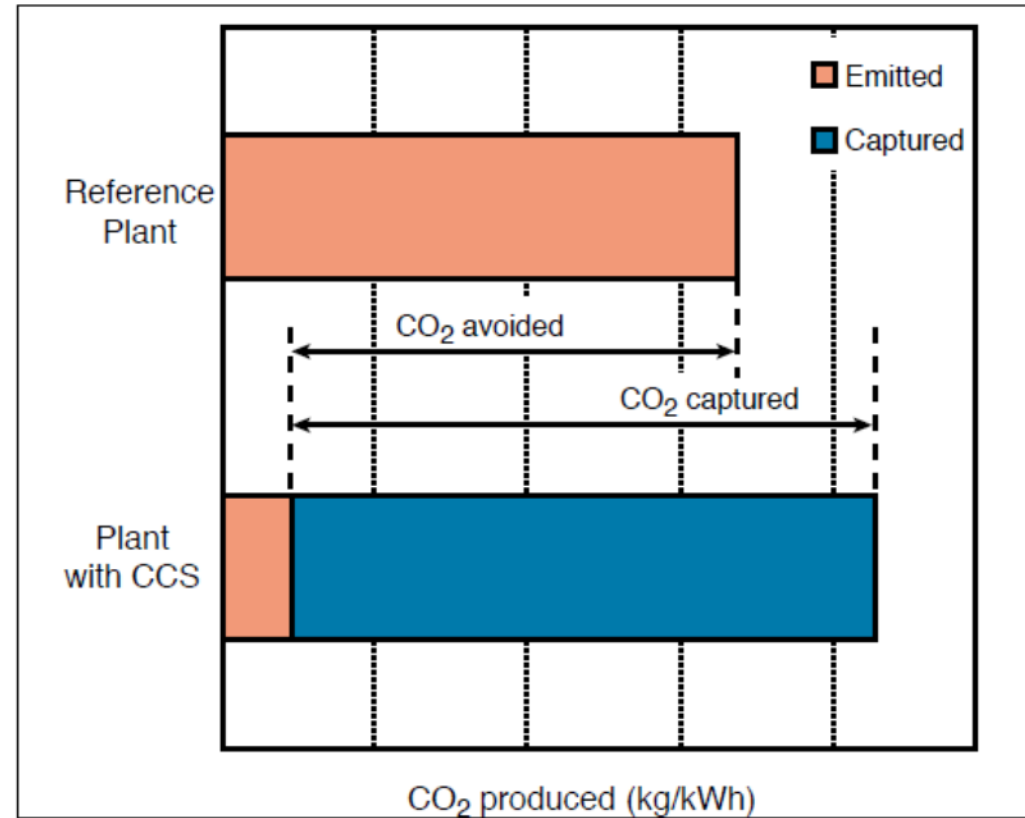 Emitted
Captured
Reference
Plant
CO₂ avoided
CO₂ captured
Plant
with CCS
CO₂ produced (kg/kWh)